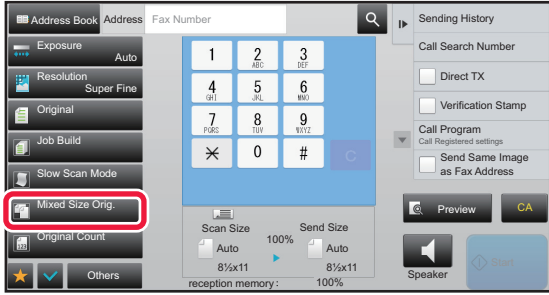 Address Book Address Fax Number
Sending History
Exposure
Auto
Call Search Number
Resolution
Super Fine
Direct TX
Original
Verification Stamp
Job Build
Call Program
Call Registered settings
Slow Scan Mode
Send Same Image
as Fax Address
Mixed Size Orig.
Original Count
Others
1
2 ABC
3 DEF
4 GHI
5 JKL
6 MNO
7 PQRS
8 TUV
9 WXYZ
0
#
C
Scan Size
100%
Send Size
Auto
Auto
8½x11
8½x11
reception memory: 100%
Preview
CA
Speaker
Start